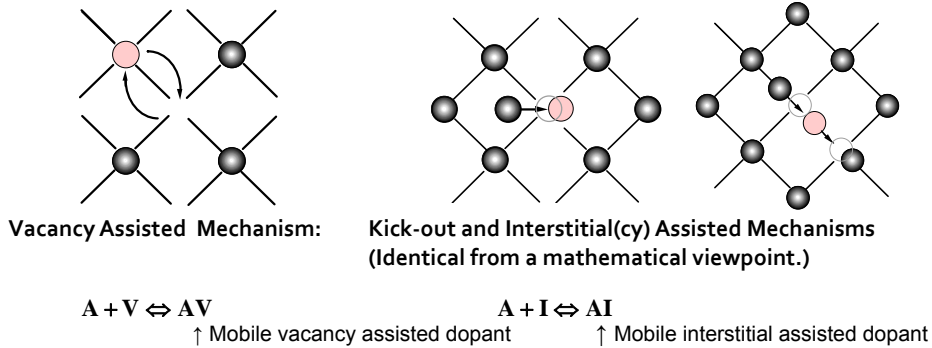 Vacancy Assisted Mechanism:
Kick-out and Interstitial(cy) Assisted Mechanisms
(Identical from a mathematical viewpoint.)
A + V ⇔ AV
↑ Mobile vacancy assisted dopant
A + I ⇔ AI
↑ Mobile interstitial assisted dopant